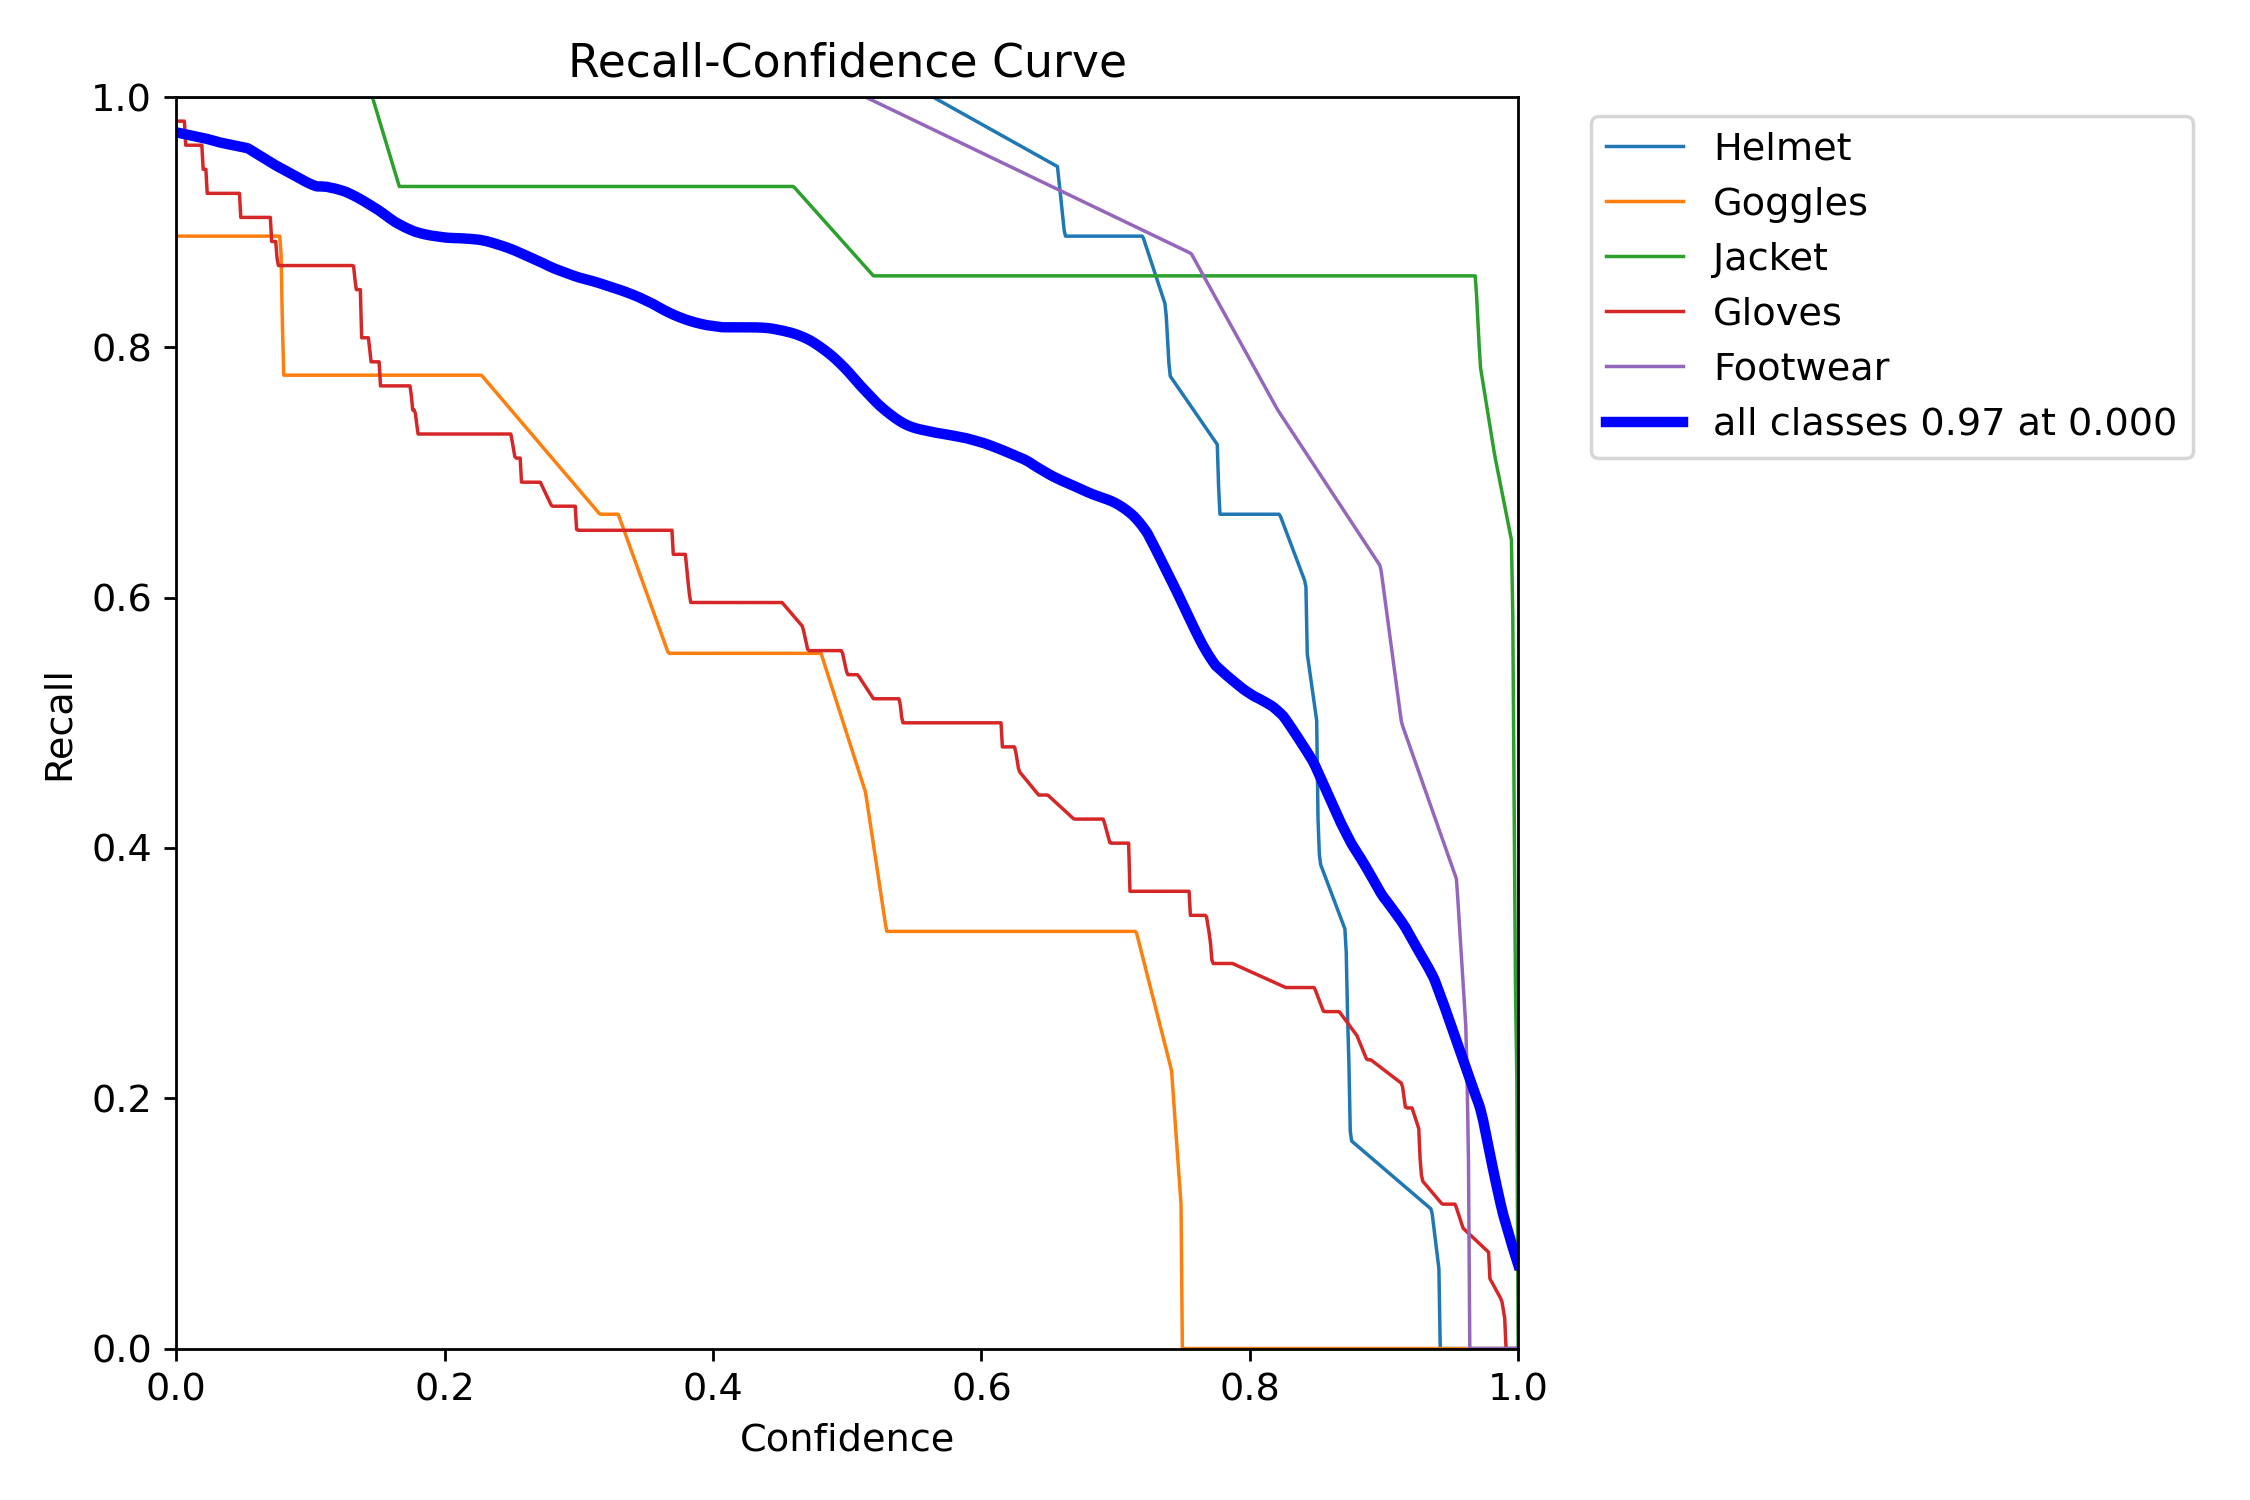 Recall-Confidence Curve
1.0
0.8
0.6
0.4
0.2
0.0
Recall
0.0 0.2 0.4 0.6 0.8 1.0
Confidence
Helmet
Goggles
Jacket
Gloves
Footwear
all classes 0.97 at 0.000